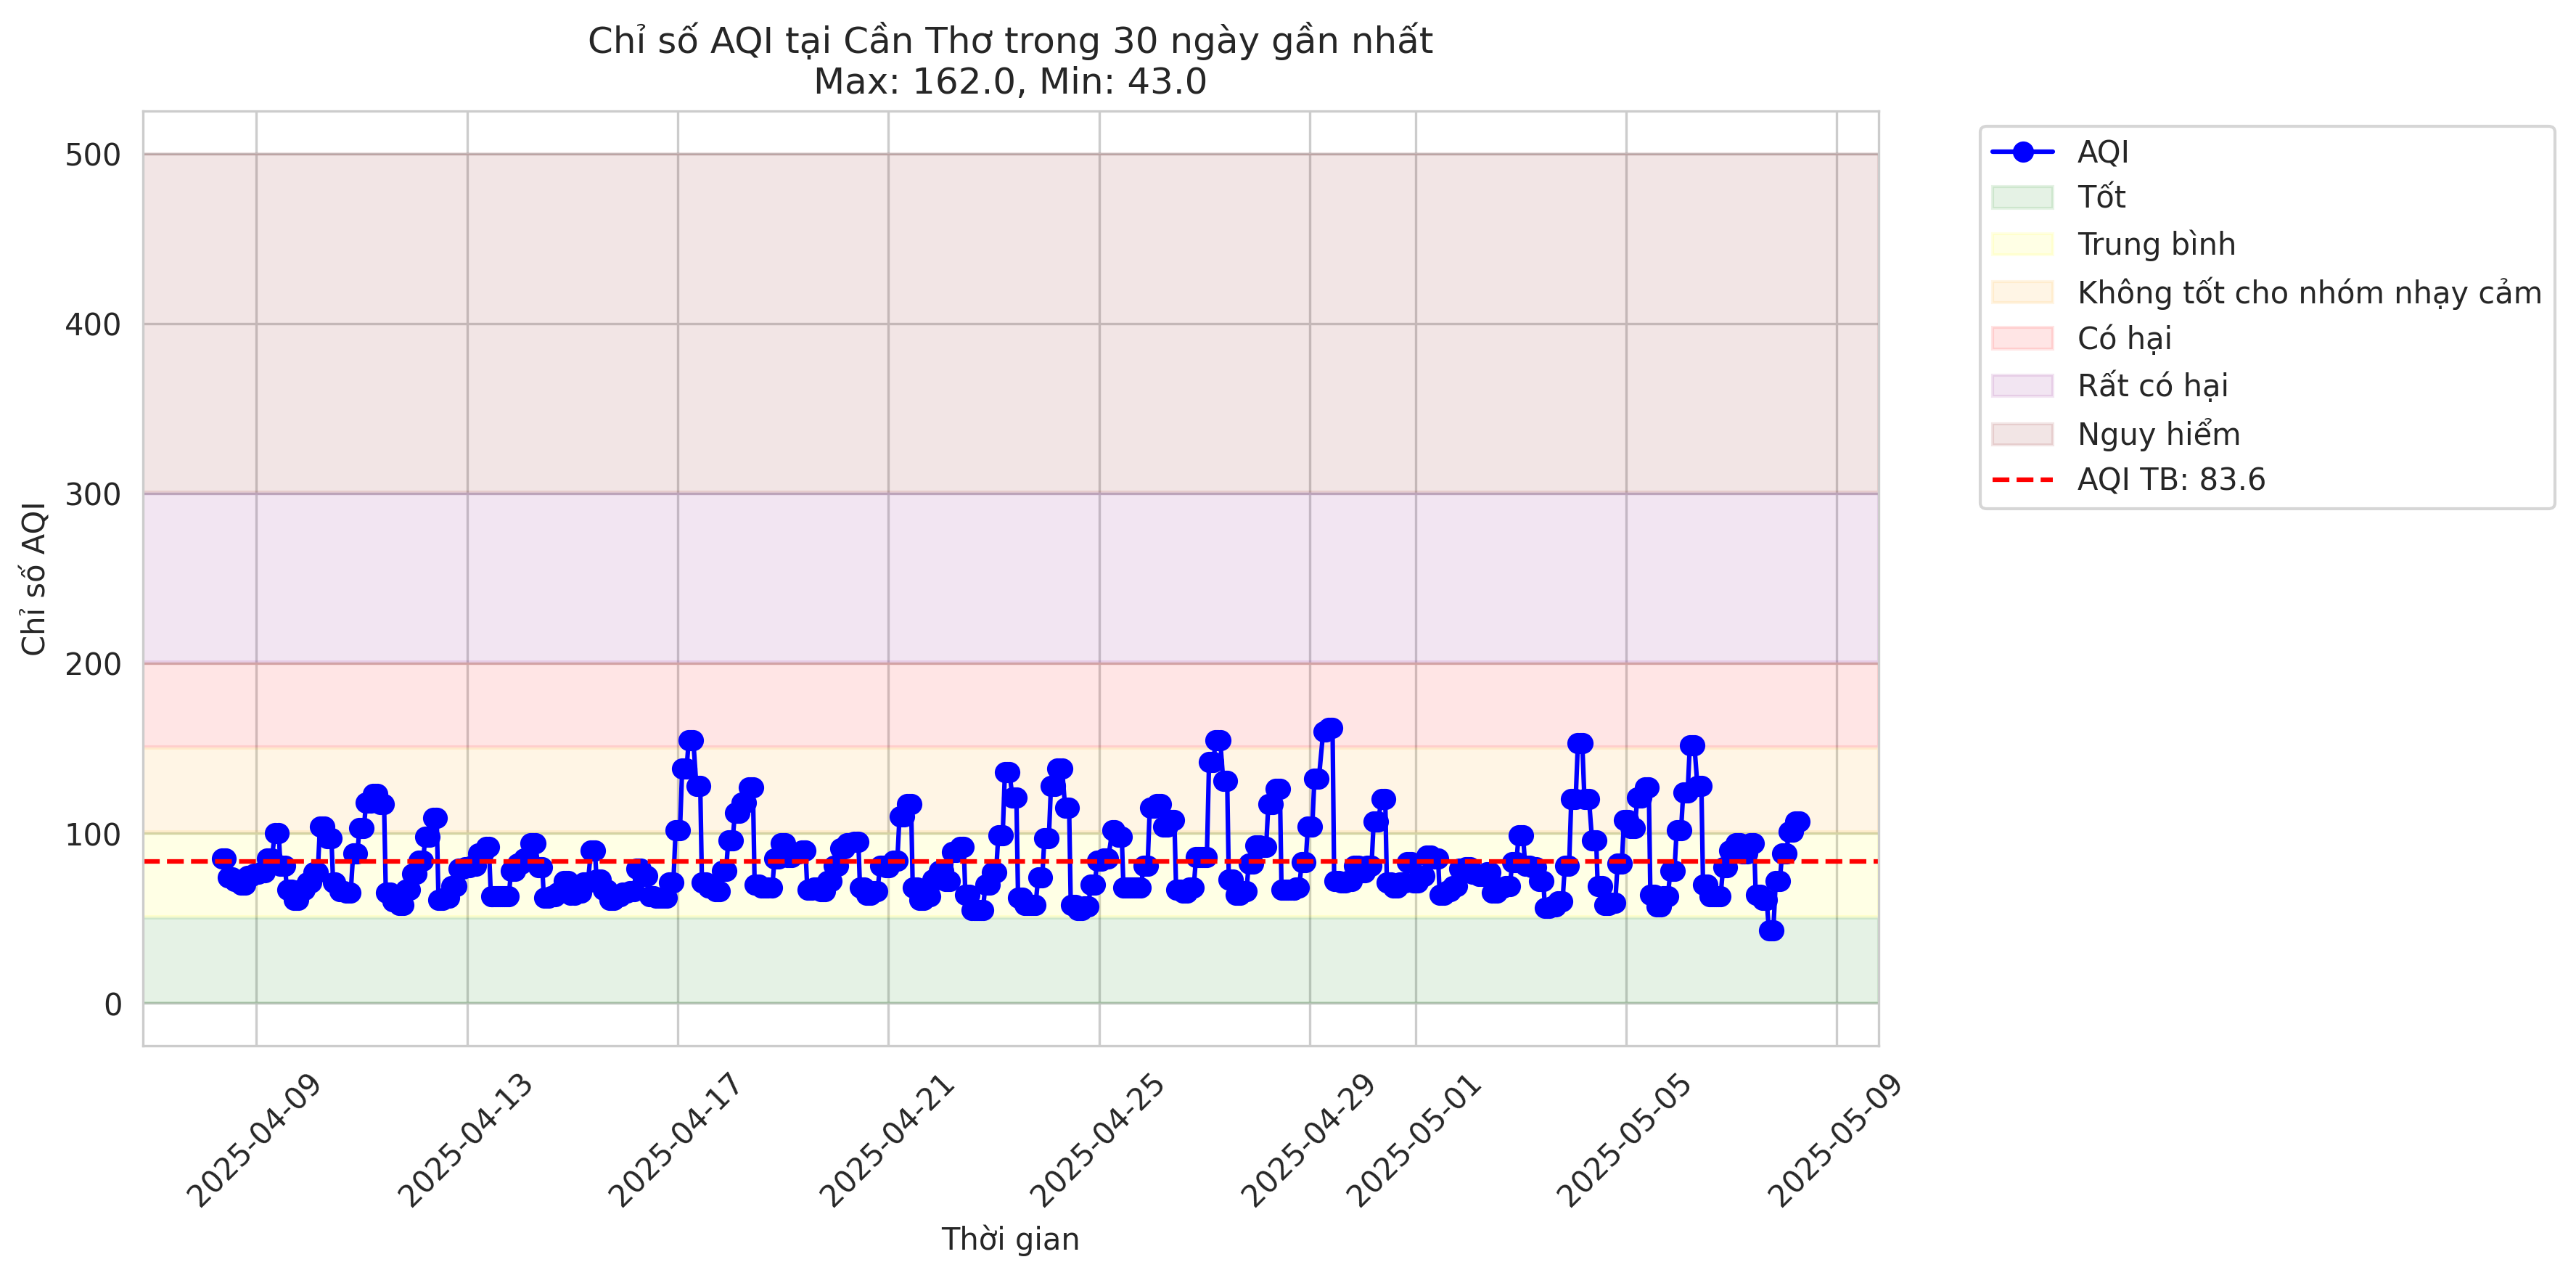 Chỉ số AQI tại Cần Thơ trong 30 ngày gần nhất
Max: 162.0, Min: 43.0
AQI
Tốt
Trung bình
Không tốt cho nhóm nhạy cảm
Có hại
Rất có hại
Nguy hiểm
AQI TB: 83.6
Chỉ số AQI
500
400
300
200
100
0
2025-04-09
2025-04-13
2025-04-17
2025-04-21
2025-04-25
2025-04-29
2025-05-01
2025-05-05
2025-05-09
Thời gian